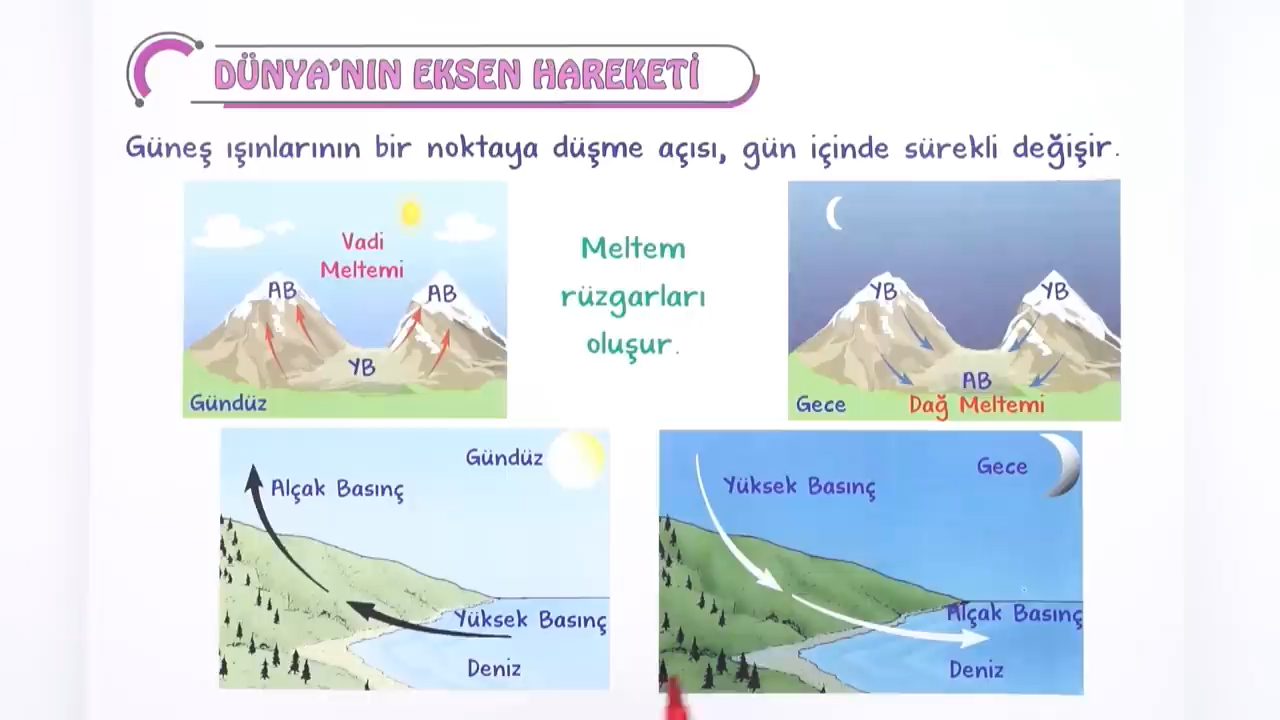 DÜNYA'NIN EKSEN HAREKETİ
Güneş ışınlarının bir noktaya düşme açısı, gün içinde sürekli değişir.
Vadi
Meltemi
AB
AB
YB
Gündüz
Meltem
rüzgarları
oluşur.
YB
YB
AB
Gece
Dağ Meltemi
Gündüz
Alçak Basınç
Yüksek Basınç
Deniz
Gece
Yüksek Basınç
Alçak Basınç
Deniz